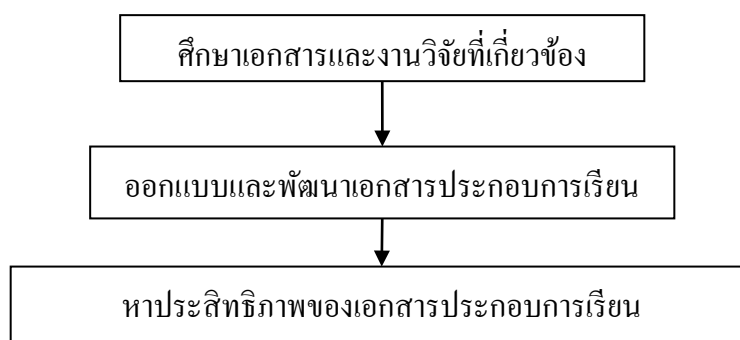 ศึกษาเอกสารและงานวิจัยที่เกี่ยวข้อง
ออกแบบและพัฒนาเอกสารประกอบการเรียน
หาประสิทธิภาพของเอกสารประกอบการเรียน